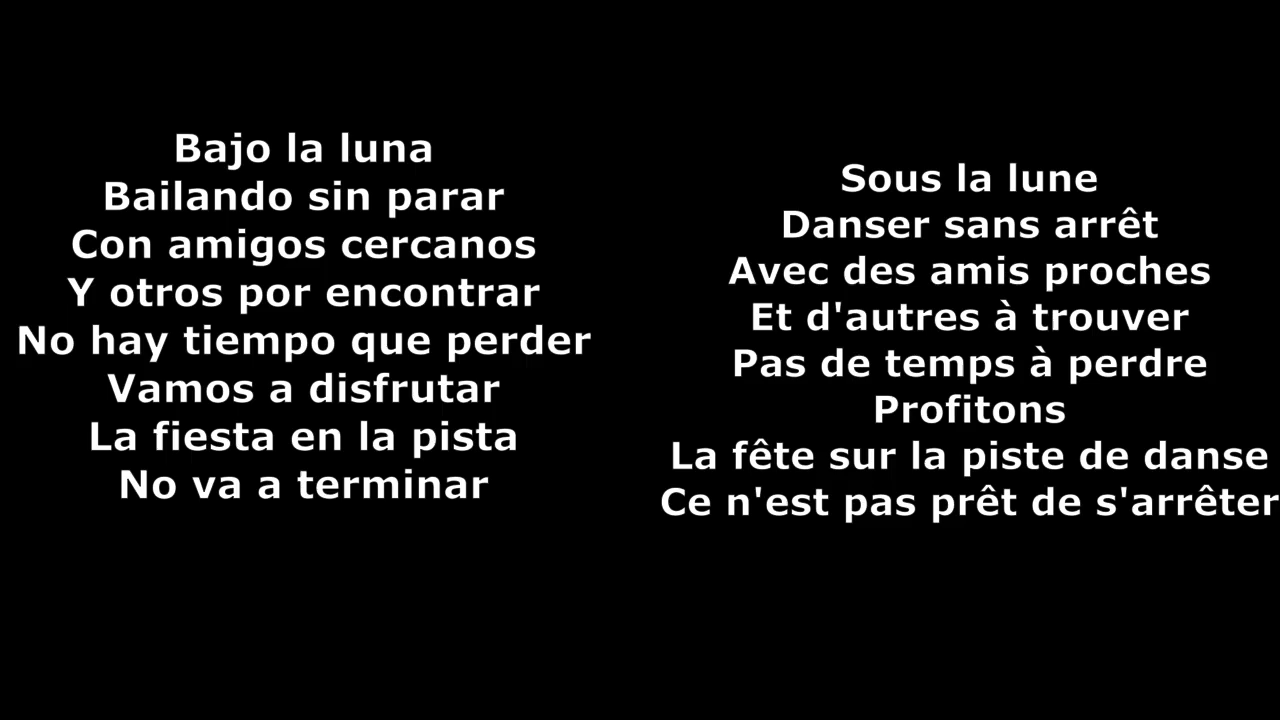 Bajo la luna
Bailando sin parar
Con amigos cercanos
Y otros por encontrar
No hay tiempo que perder
Vamos a disfrutar
La fiesta en la pista
No va a terminar
Sous la lune
Danser sans arrêt
Avec des amis proches
Et d'autres à trouver
Pas de temps à perdre
Profitons
La fête sur la piste de danse
Ce n'est pas prêt de s'arrêter